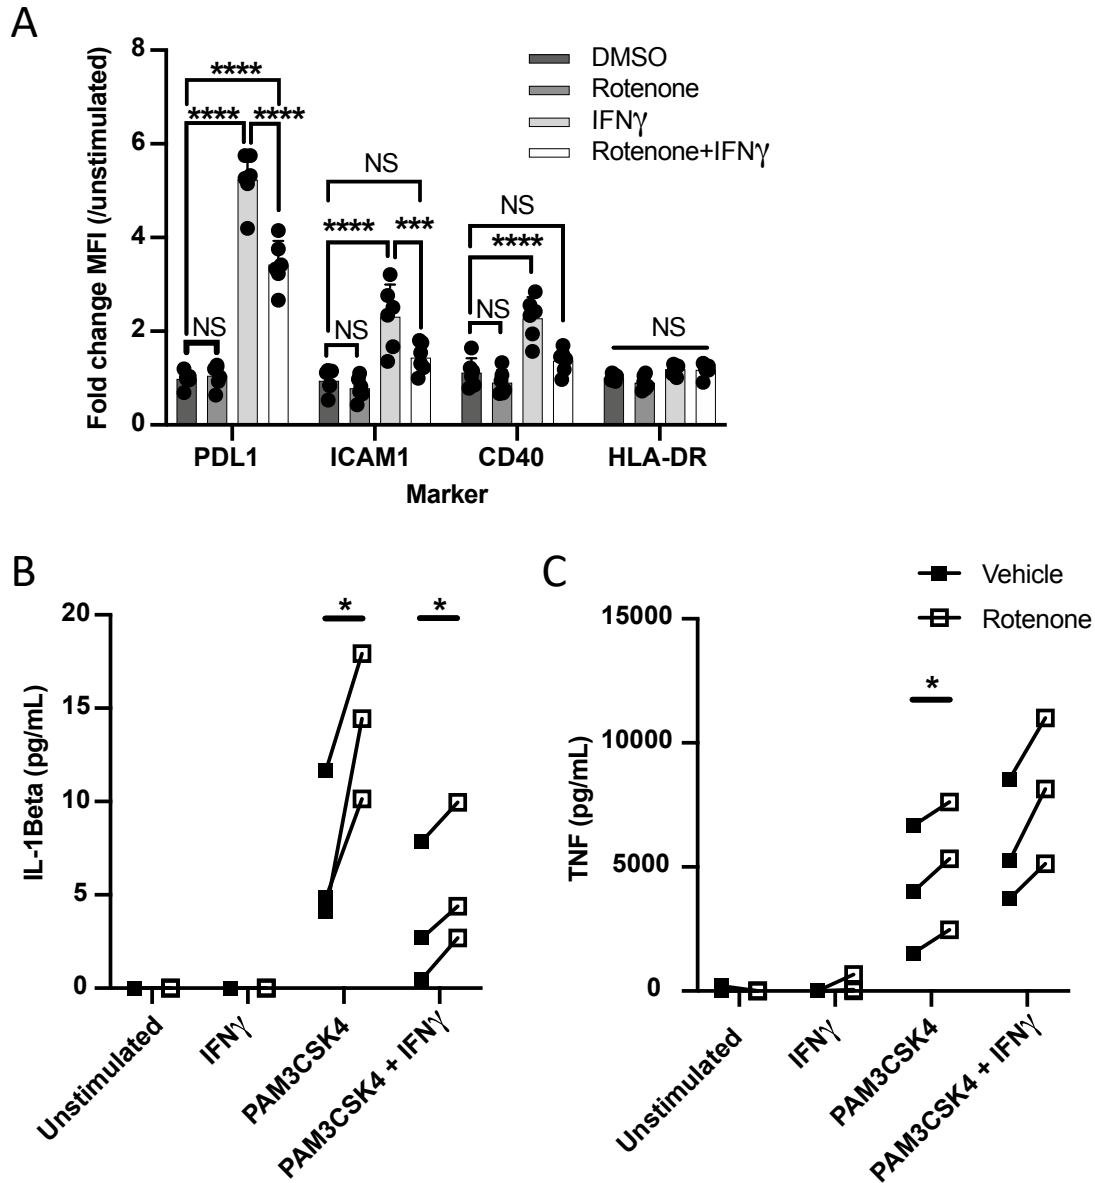 A
Fold change MFI (/unstimulated)
8
6
4
2
0
DMSO
Rotenone
IFNγ
Rotenone+IFNγ
****
**** ****
NS
NS
**** ***
NS
NS
****
NS
NS
PDL1 ICAM1 CD40 HLA-DR
Marker
B
IL-1Beta (pg/mL)
20
15
10
5
0
* *
Unstimulated
IFNγ
PAM3CSK4
PAM3CSK4 + IFNγ
C
Vehicle
Rotenone
TNF (pg/mL)
15000
10000
5000
0
*
Unstimulated
IFNγ
PAM3CSK4
PAM3CSK4 + IFNγ